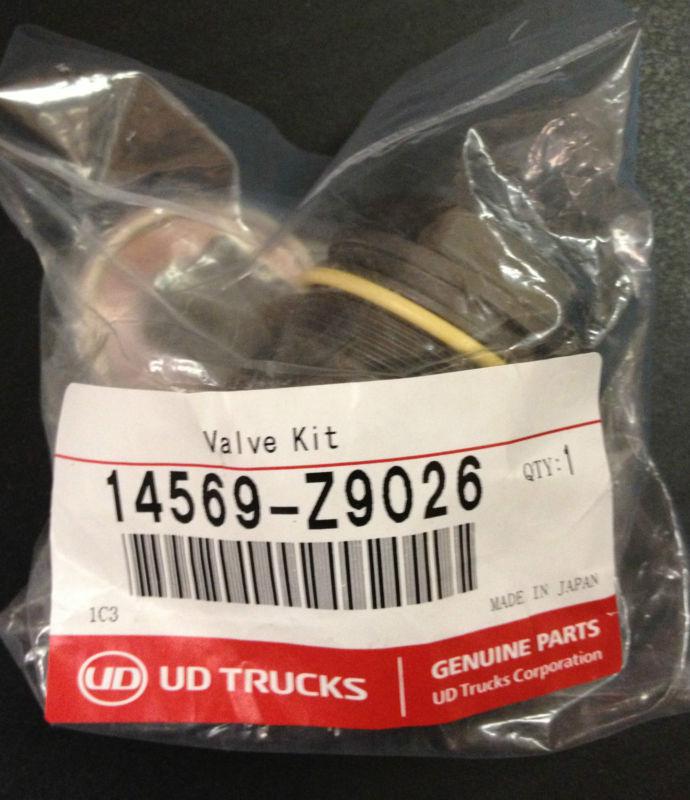 Valve Kit
14569-Z9026
QTY:1
1C3
MADE IN JAPAN
UD UD TRUCKS
GENUINE PARTS
UD Trucks Corporation